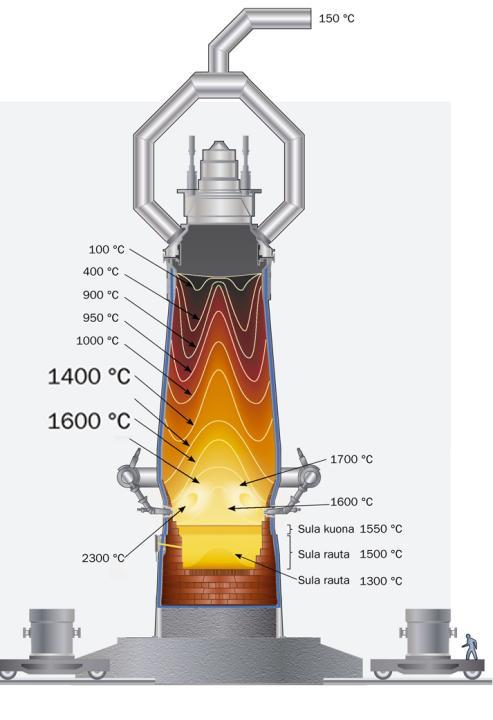 150 °C
100 °C
400 °C
900 °C
950 °C
1000 °C
1400 °C
1600 °C
1700 °C
1600 °C
Sula kuona 1550 °C
Sula rauta 1500 °C
2300 °C
Sula rauta 1300 °C